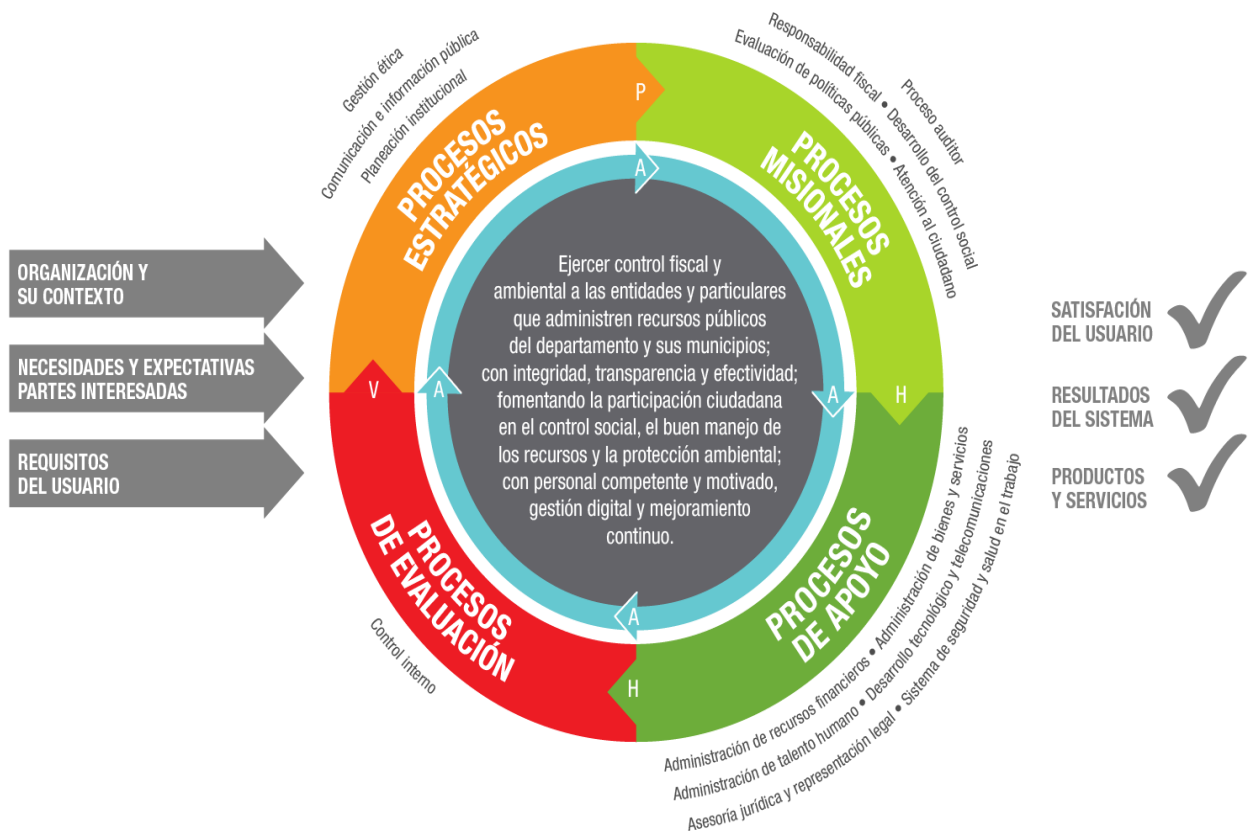 Gestión ética
Comunicación e información pública
Planeación institucional
Proceso auditor
Responsabilidad fiscal • Desarrollo del control social
Evaluación de políticas públicas • Atención al ciudadano
P
PROCESOS
ESTRATÉGICOS
PROCESOS
MISIONALES
A
ORGANIZACIÓN Y
SU CONTEXTO
NECESIDADES Y EXPECTATIVAS
PARTES INTERESADAS
REQUISITOS
DEL USUARIO
V
A
Ejercer control fiscal y
ambiental a las entidades y particulares
que administren recursos públicos
del departamento y sus municipios;
con integridad, transparencia y efectividad;
fomentando la participación ciudadana
en el control social, el buen manejo de
los recursos y la protección ambiental;
con personal competente y motivado,
gestión digital y mejoramiento
continuo.
A
H
SATISFACIÓN
DEL USUARIO
RESULTADOS
DEL SISTEMA
PRODUCTOS
Y SERVICIOS
PROCESOS
DE EVALUACIÓN
PROCESOS
DE APOYO
A
H
Control interno
Administración de recursos financieros • Administración de bienes y servicios
Administración de talento humano • Desarrollo tecnológico y telecomunicaciones
Asesoría jurídica y representación legal • Sistema de seguridad y salud en el trabajo